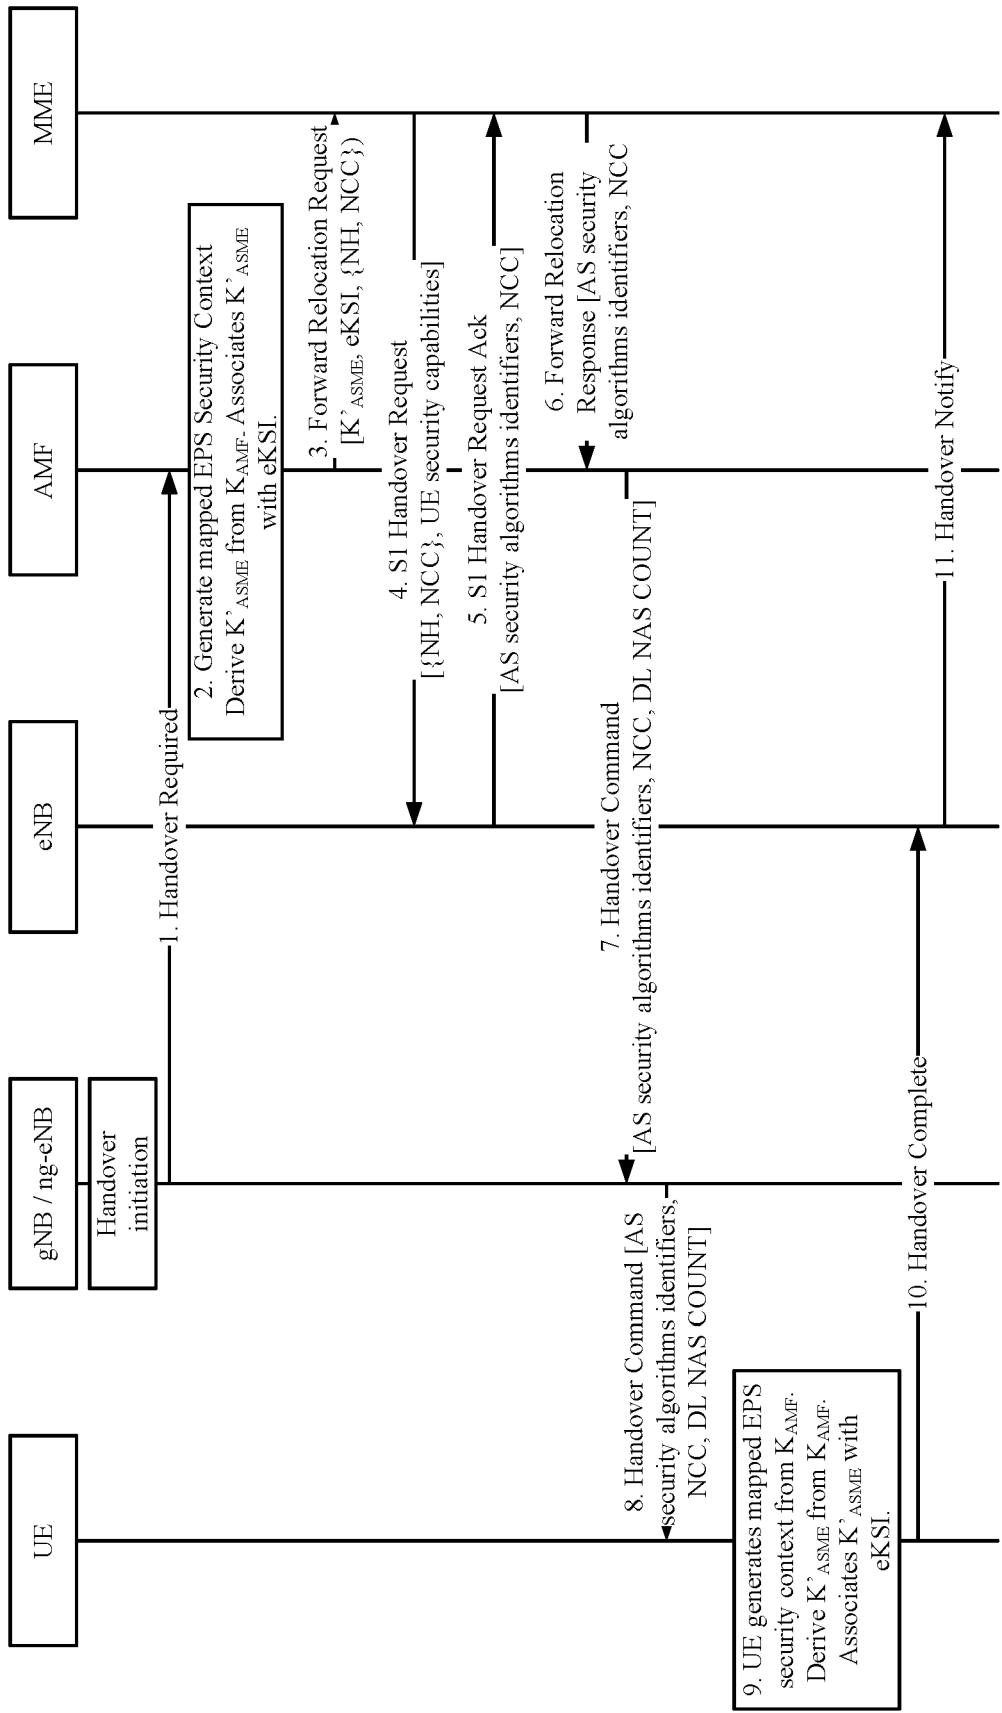 UE
gNB / ng-eNB
eNB
AMF
MME
Handover
initiation
1. Handover Required
2. Generate mapped EPS Security Context
Derive K’ASME from KAMF. Associates K’ASME
with eKSI.
3. Forward Relocation Request
[K’ASME, eKSI, {NH, NCC})
4. S1 Handover Request
[{NH, NCC}, UE security capabilities]
5. S1 Handover Request Ack
[AS security algorithms identifiers, NCC]
6. Forward Relocation
Response [AS security
algorithms identifiers, NCC
7. Handover Command
[AS security algorithms identifiers, NCC, DL NAS COUNT]
8. Handover Command [AS
security algorithms identifiers,
NCC, DL NAS COUNT]
9. UE generates mapped EPS
security context from KAMF.
Derive K’ASME from KAMF.
Associates K’ASME with
eKSI.
10. Handover Complete
11. Handover Notify